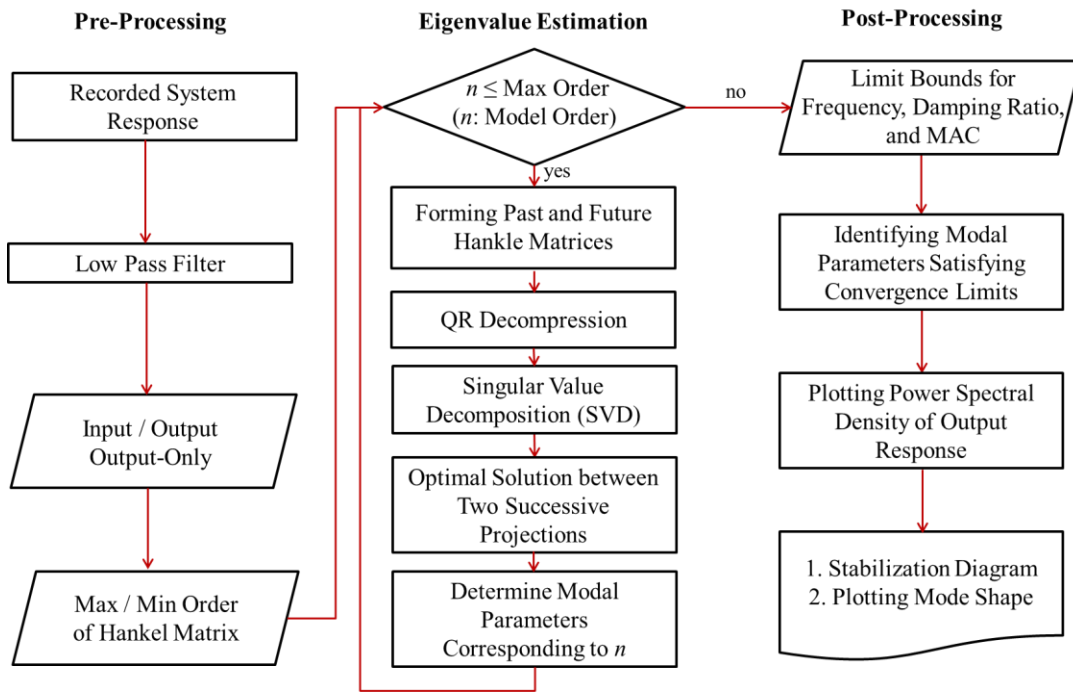 Pre-Processing
Recorded System
Response
Low Pass Filter
Input / Output
Output-Only
Max / Min Order
of Hankel Matrix
Eigenvalue Estimation
n ≤ Max Order
(n: Model Order)
no
yes
Forming Past and Future
Hankle Matrices
QR Decompression
Singular Value
Decomposition (SVD)
Optimal Solution between
Two Successive
Projections
Determine Modal
Parameters
Corresponding to n
Post-Processing
Limit Bounds for
Frequency, Damping Ratio,
and MAC
Identifying Modal
Parameters Satisfying
Convergence Limits
Plotting Power Spectral
Density of Output
Response
1. Stabilization Diagram
2. Plotting Mode Shape